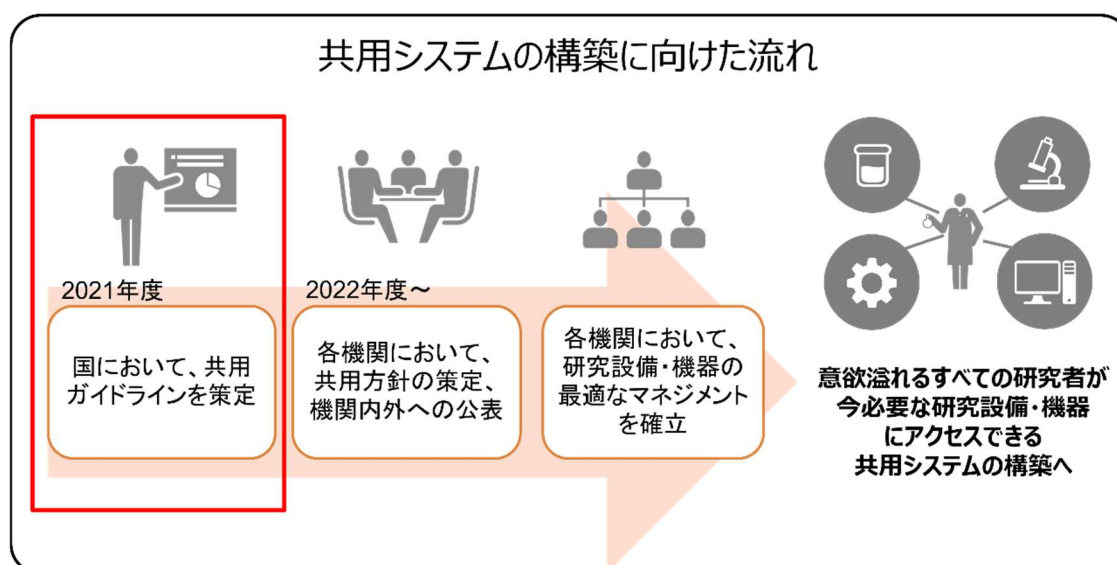 共用システムの構築に向けた流れ
2021年度
国において、共用
ガイドラインを策定
2022年度～
各機関において、
共用方針の策定、
機関内外への公表
各機関において、
研究設備・機器の
最適なマネジメント
を確立
意欲溢れるすべての研究者が
今必要な研究設備・機器
にアクセスできる
共用システムの構築へ